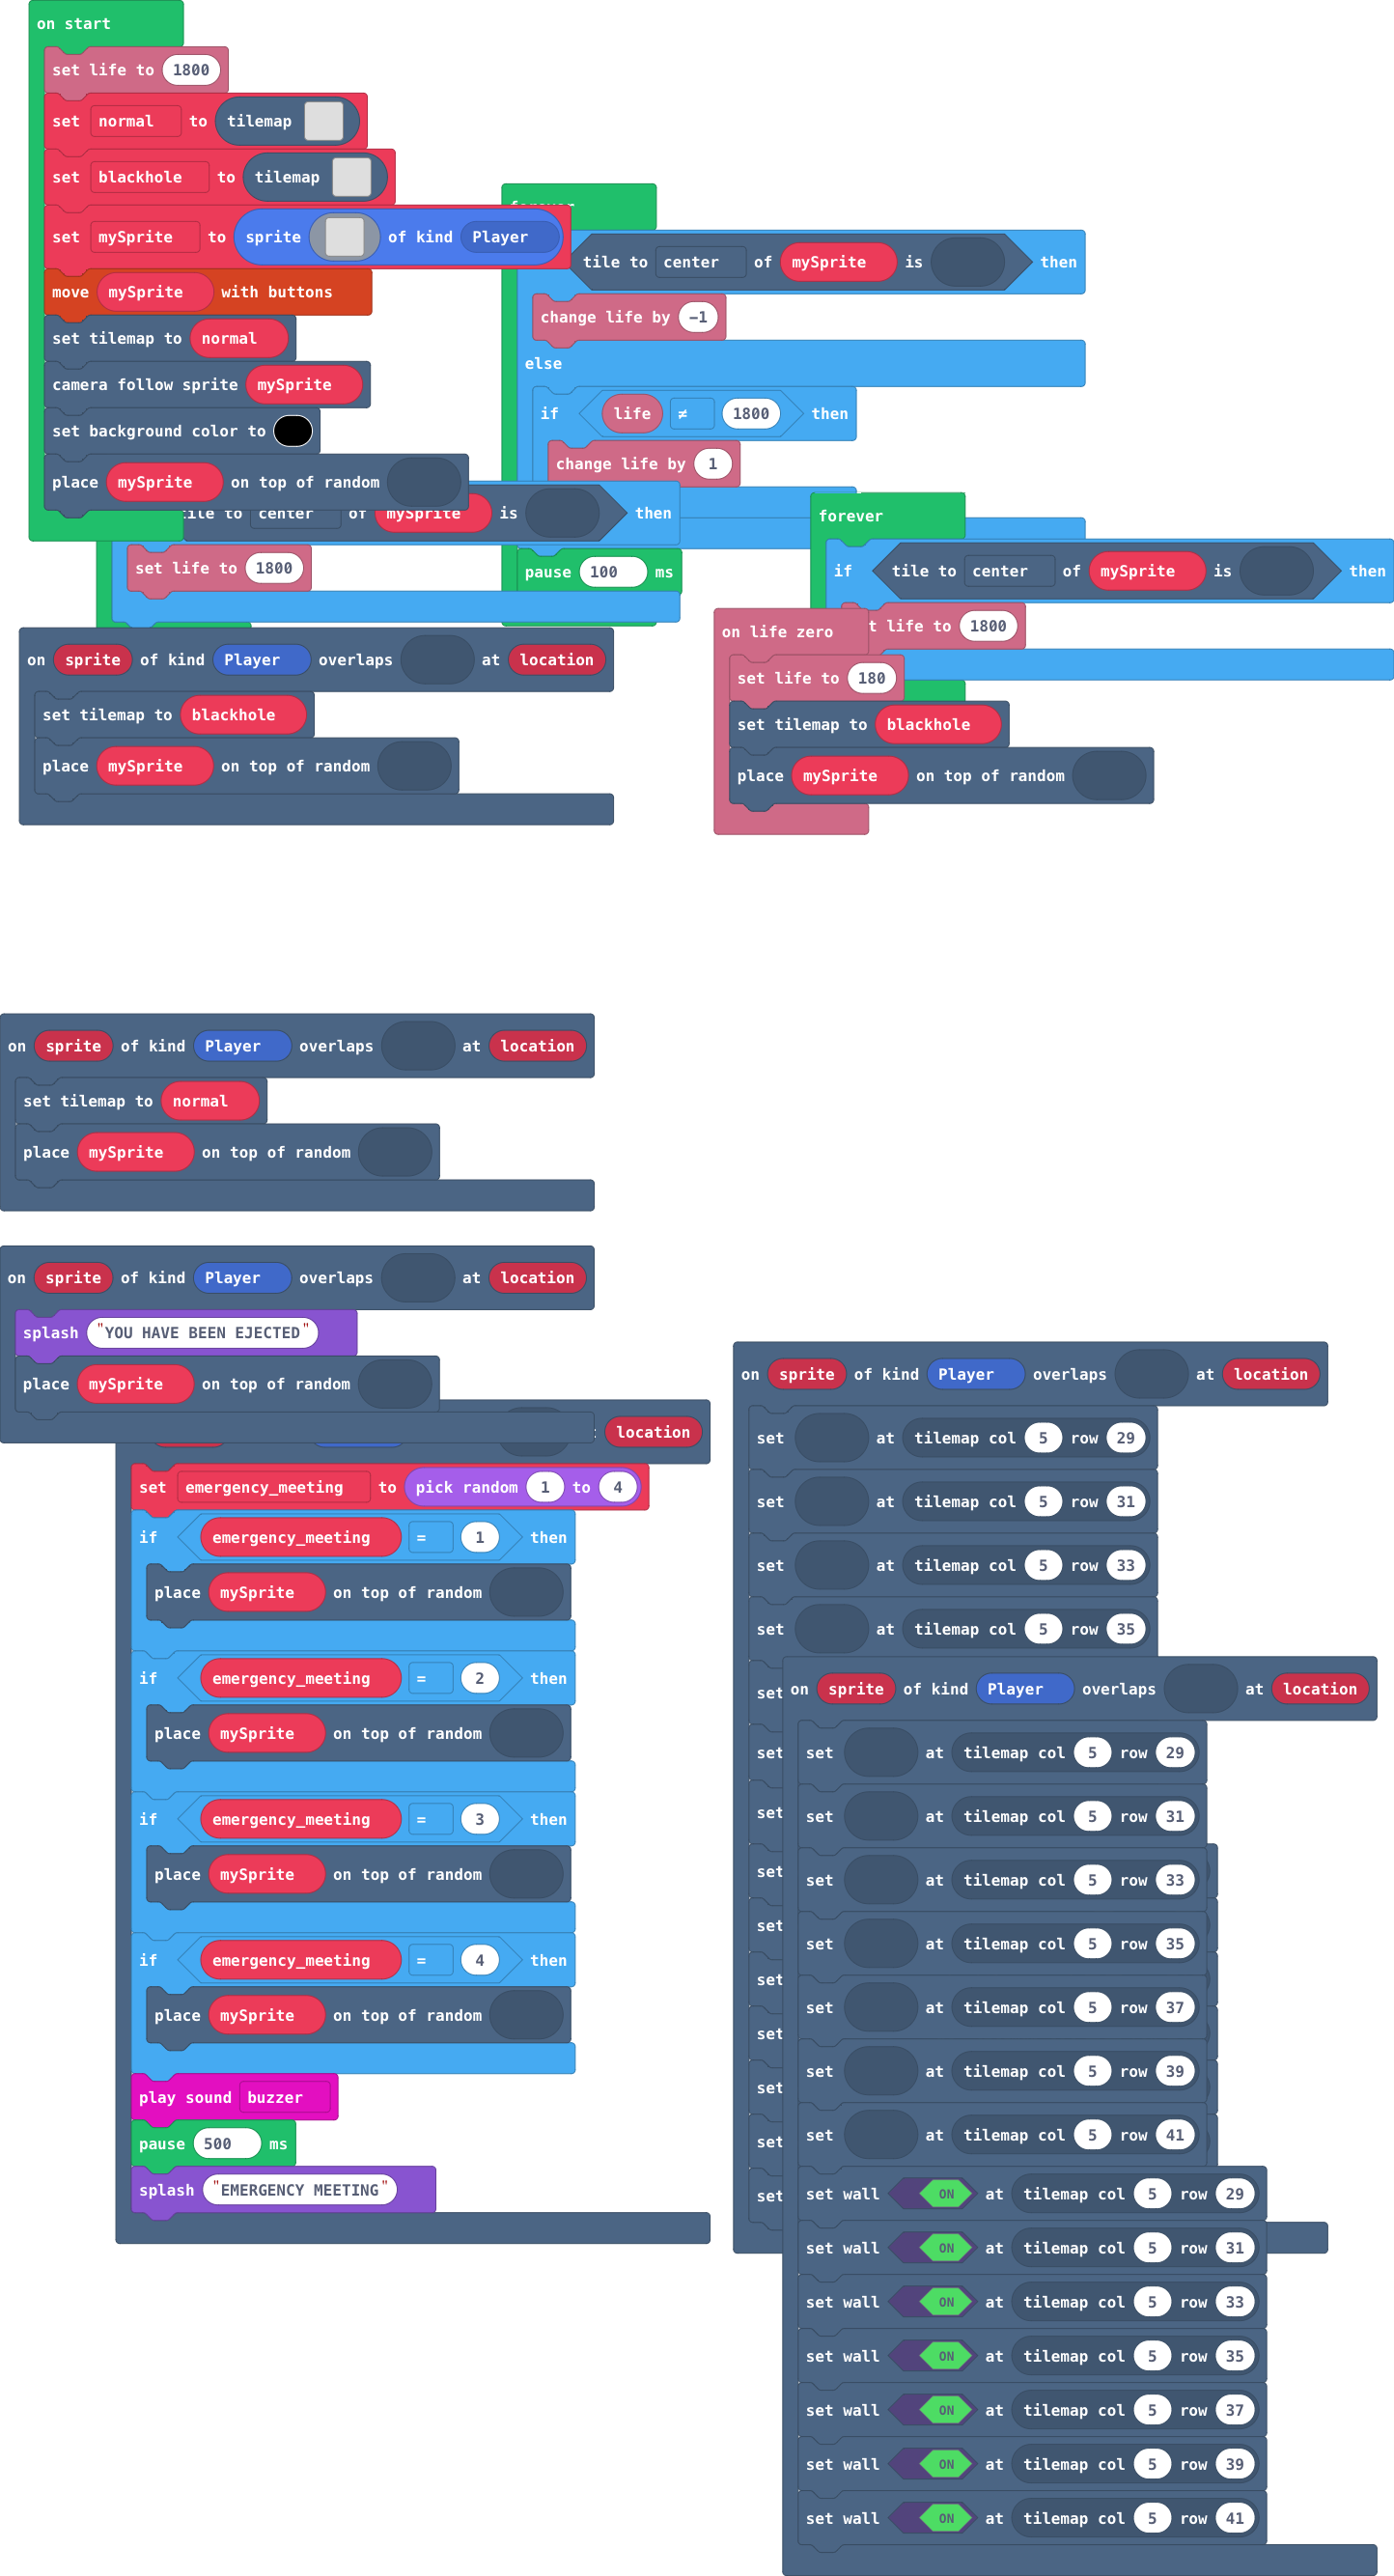 on start
set life to 1800
set normal to tilemap
set blackhole to tilemap
set mySprite to sprite of kind Player
move mySprite with buttons
set tilemap to normal
camera follow sprite mySprite
set background color to
place mySprite on top of random
tile to center of mySprite is then
change life by −1
else
if life ≠ 1800 then
change life by 1
pause 100 ms
tile to center of mySprite is then
set life to 1800
forever
if tile to center of mySprite is then
life to 1800
on life zero
set life to 180
set tilemap to blackhole
place mySprite on top of random
on sprite of kind Player overlaps at location
set tilemap to blackhole
place mySprite on top of random
on sprite of kind Player overlaps at location
set tilemap to normal
place mySprite on top of random
on sprite of kind Player overlaps at location
splash "YOU HAVE BEEN EJECTED"
place mySprite on top of random
location
set emergency_meeting to pick random 1 to 4
if emergency_meeting = 1 then
place mySprite on top of random
if emergency_meeting = 2 then
place mySprite on top of random
if emergency_meeting = 3 then
place mySprite on top of random
if emergency_meeting = 4 then
place mySprite on top of random
play sound buzzer
pause 500 ms
splash "EMERGENCY MEETING"
on sprite of kind Player overlaps at location
set at tilemap col 5 row 29
set at tilemap col 5 row 31
set at tilemap col 5 row 33
set at tilemap col 5 row 35
set
set
set
set
set
set
set
set
set
set
on sprite of kind Player overlaps at location
set at tilemap col 5 row 29
set at tilemap col 5 row 31
set at tilemap col 5 row 33
set at tilemap col 5 row 35
set at tilemap col 5 row 37
set at tilemap col 5 row 39
set at tilemap col 5 row 41
set wall ON at tilemap col 5 row 29
set wall ON at tilemap col 5 row 31
set wall ON at tilemap col 5 row 33
set wall ON at tilemap col 5 row 35
set wall ON at tilemap col 5 row 37
set wall ON at tilemap col 5 row 39
set wall ON at tilemap col 5 row 41